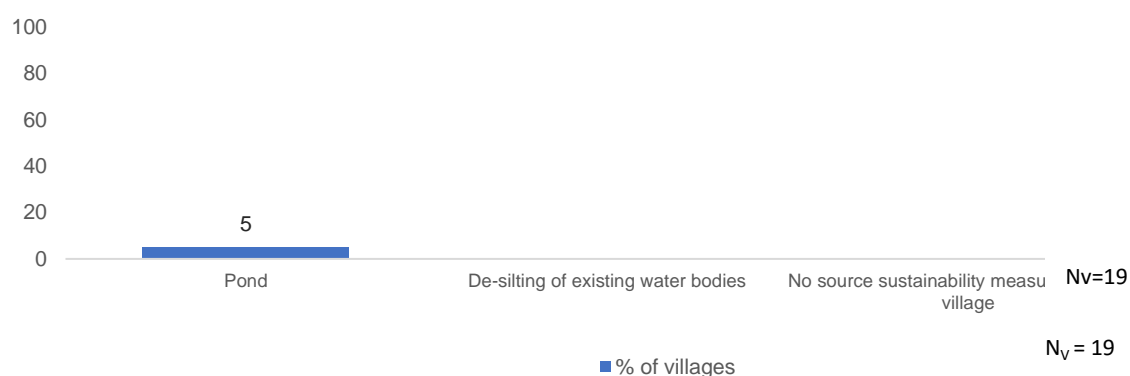 100
80
60
40
20
0
5
Pond
De-silting of existing water bodies
No source sustainability measu
village
Nv=19
NV = 19
% of villages